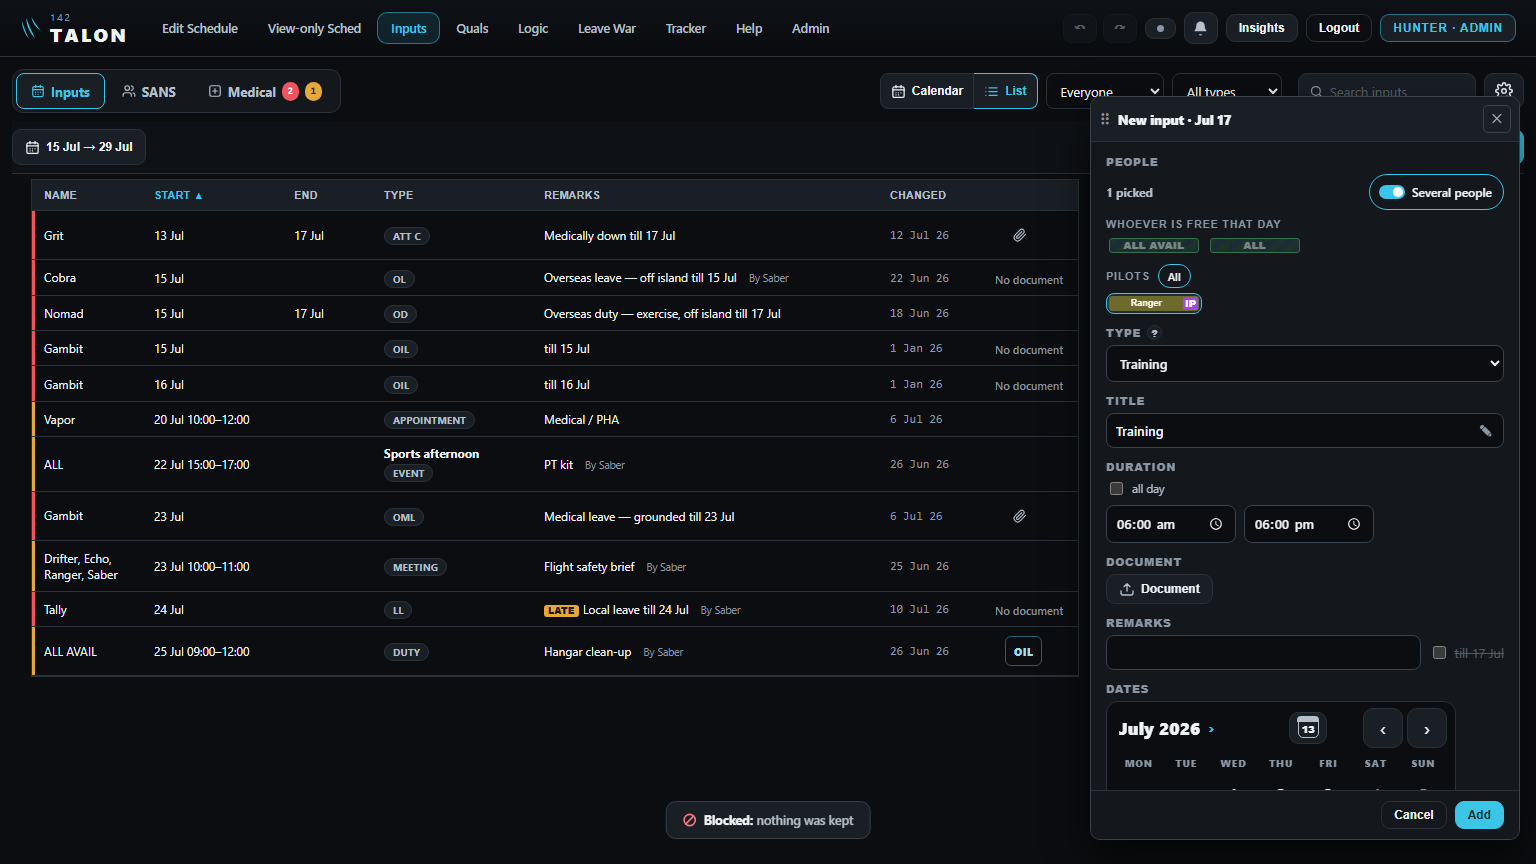 142
TALON
Edit Schedule
View-only Sched
Inputs
Quals
Logic
Leave War
Tracker
Help
Admin
Insights
Logout
HUNTER · ADMIN
Inputs
SANS
Medical 2 1
Calendar
List
Everyone
All types
Search inputs
15 Jul → 29 Jul
NAME START ▲ END TYPE REMARKS CHANGED
Grit 13 Jul 17 Jul ATT C Medically down till 17 Jul 12 Jul 26
Cobra 15 Jul OL Overseas leave — off island till 15 Jul By Saber 22 Jun 26 No document
Nomad 15 Jul 17 Jul OD Overseas duty — exercise, off island till 17 Jul 18 Jun 26
Gambit 15 Jul OIL till 15 Jul 1 Jan 26 No document
Gambit 16 Jul OIL till 16 Jul 1 Jan 26 No document
Vapor 20 Jul 10:00–12:00 APPOINTMENT Medical / PHA 6 Jul 26
ALL 22 Jul 15:00–17:00 Sports afternoon EVENT PT kit By Saber 26 Jun 26
Gambit 23 Jul OML Medical leave — grounded till 23 Jul 6 Jul 26
Drifter, Echo,
Ranger, Saber 23 Jul 10:00–11:00 MEETING Flight safety brief By Saber 25 Jun 26
Tally 24 Jul LL LATE Local leave till 24 Jul By Saber 10 Jul 26 No document
ALL AVAIL 25 Jul 09:00–12:00 DUTY Hangar clean-up By Saber 26 Jun 26 OIL
Blocked: nothing was kept
New input · Jul 17
PEOPLE
1 picked
Several people
WHOEVER IS FREE THAT DAY
ALL AVAIL ALL
PILOTS All
Ranger IP
TYPE ?
Training
TITLE
Training
DURATION
all day
06:00 am 06:00 pm
DOCUMENT
Document
REMARKS
till 17 Jul
DATES
July 2026 › 13 ‹ ›
MON TUE WED THU FRI SAT SUN
Cancel Add